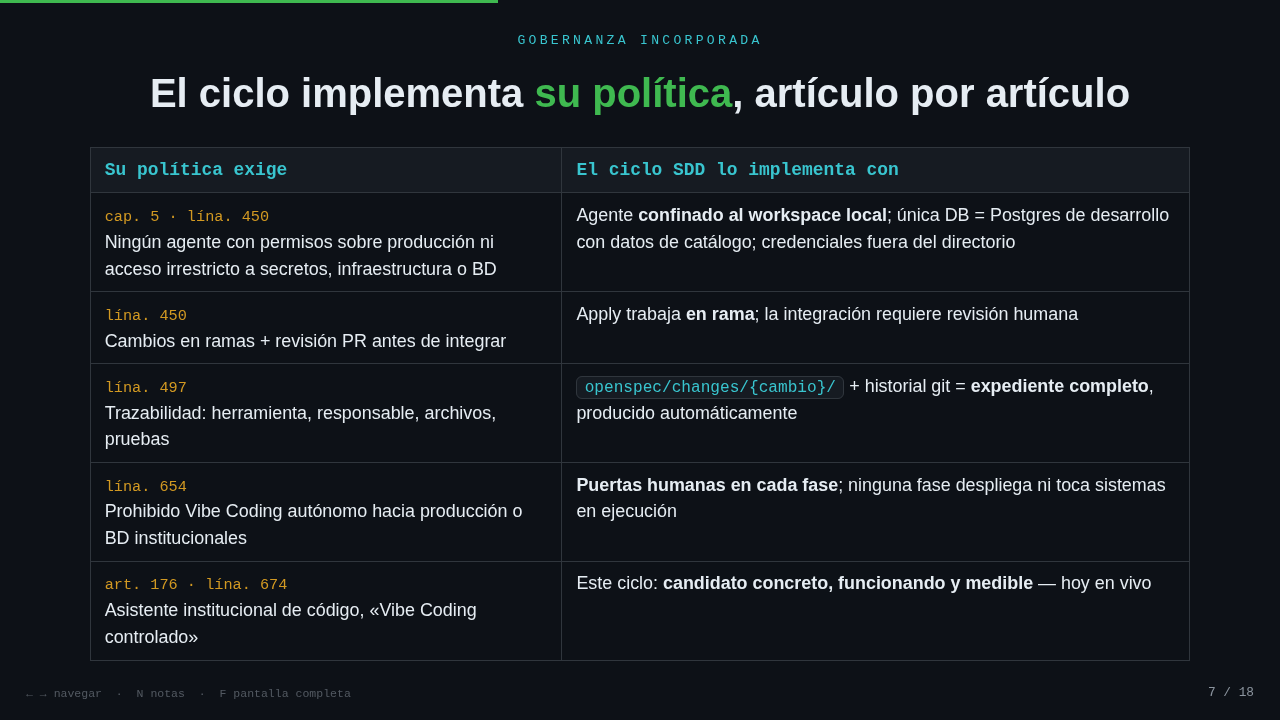 GOBERNANZA INCORPORADA
El ciclo implementa su política, artículo por artículo
Su política exige
El ciclo SDD lo implementa con
cap. 5 · lína. 450
Ningún agente con permisos sobre producción ni
acceso irrestricto a secretos, infraestructura o BD
Agente confinado al workspace local; única DB = Postgres de desarrollo
con datos de catálogo; credenciales fuera del directorio
lína. 450
Cambios en ramas + revisión PR antes de integrar
Apply trabaja en rama; la integración requiere revisión humana
lína. 497
Trazabilidad: herramienta, responsable, archivos,
pruebas
openspec/changes/{cambio}/ + historial git = expediente completo,
producido automáticamente
lína. 654
Prohibido Vibe Coding autónomo hacia producción o
BD institucionales
Puertas humanas en cada fase; ninguna fase despliega ni toca sistemas
en ejecución
art. 176 · lína. 674
Asistente institucional de código, «Vibe Coding
controlado»
Este ciclo: candidato concreto, funcionando y medible — hoy en vivo
← → navegar · N notas · F pantalla completa
7 / 18